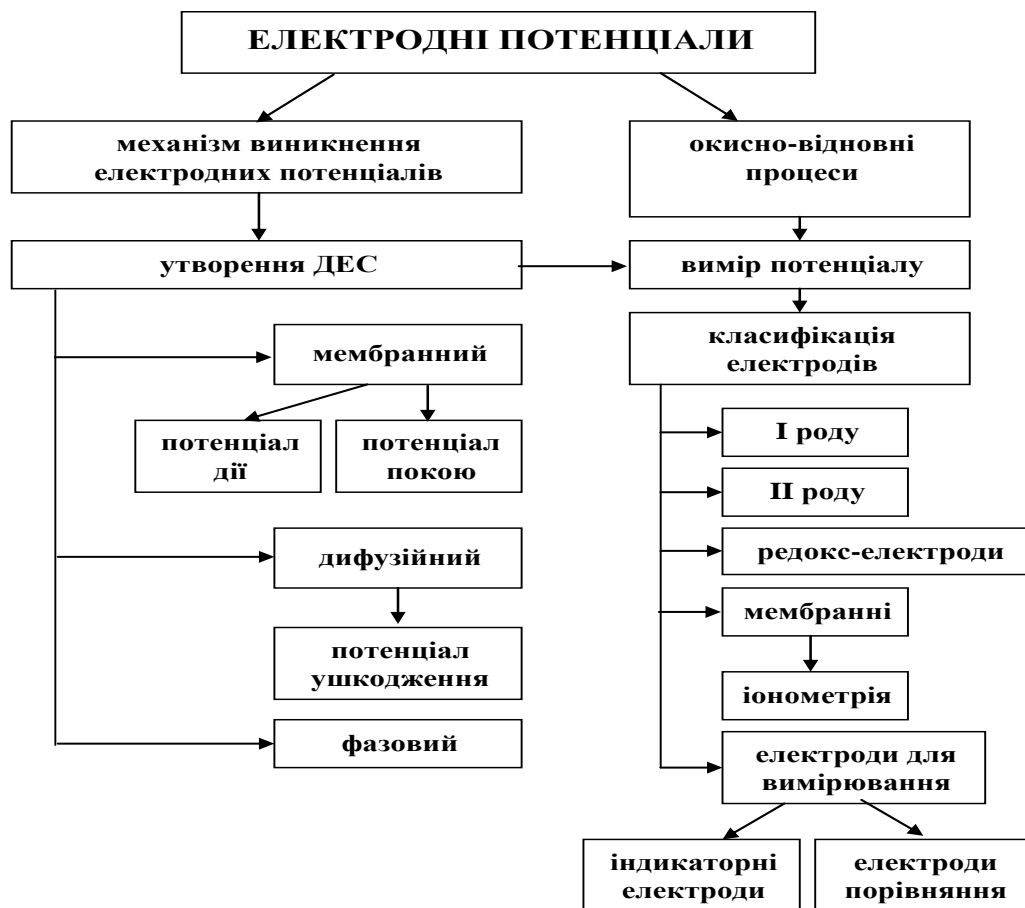 ЕЛЕКТРОДНІ ПОТЕНЦІАЛИ
механізм виникнення
електродних потенціалів
окисно-відновні
процеси
утворення ДЕС
вимір потенціалу
класифікація
електродів
мембранний
потенціал
дії
потенціал
покою
І роду
ІІ роду
дифузійний
редокс-електроди
потенціал
ушкодження
мембранні
іонометрія
фазовий
електроди для
вимірювання
індикаторні
електроди
електроди
порівняння